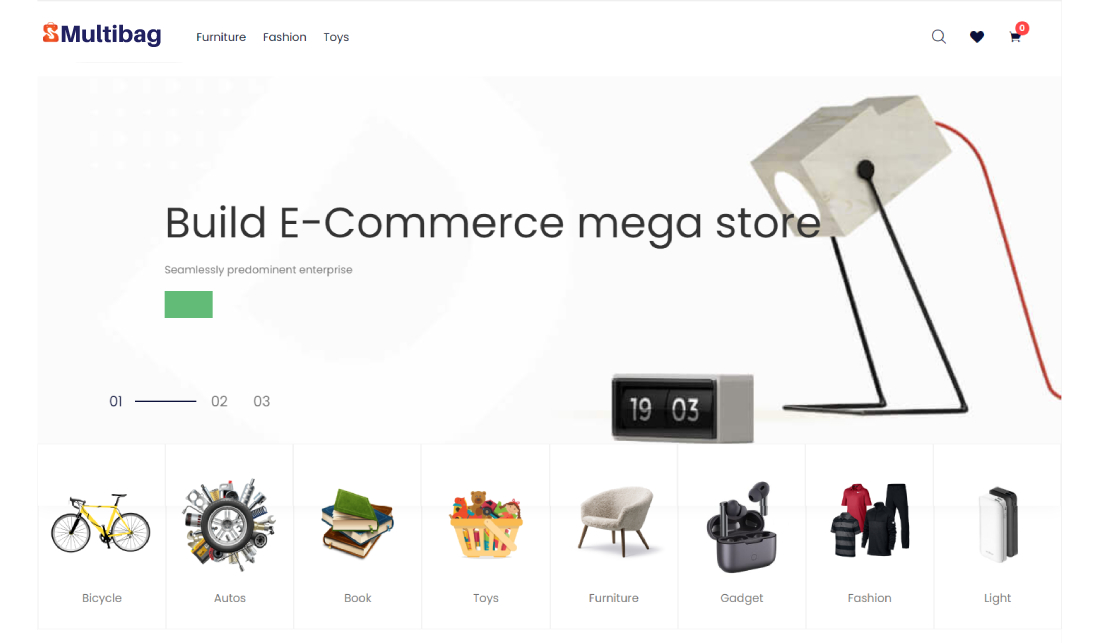 Multibag
Furniture Fashion Toys
0
Build E-Commerce mega store
Seamlessly predominent enterprise
19 03
01 02 03
Bicycle Autos Book Toys Furniture Gadget Fashion Light